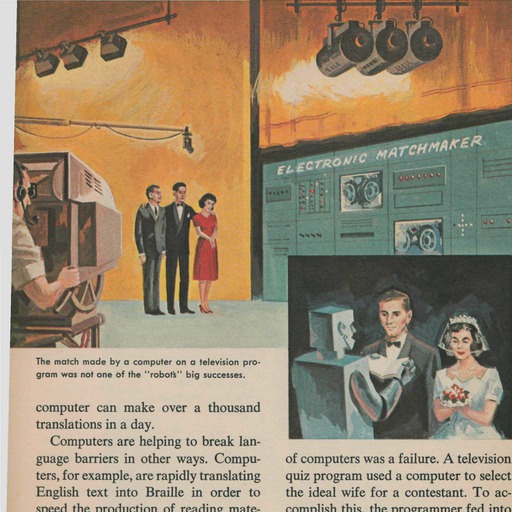 ELECTRONIC MATCHMAKER
The match made by a computer on a television pro-
gram was not one of the "robot's" big successes.
computer can make over a thousand
translations in a day.
Computers are helping to break lan-
guage barriers in other ways. Compu-
ters, for example, are rapidly translating
English text into Braille in order to
speed the production of reading mate-
of computers was a failure. A television
quiz program used a computer to select
the ideal wife for a contestant. To ac-
complish this, the programmer fed into